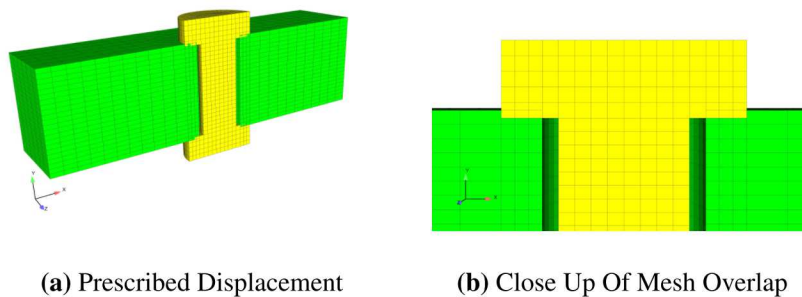 Y
X
Z
Y
X
(a) Prescribed Displacement
(b) Close Up Of Mesh Overlap